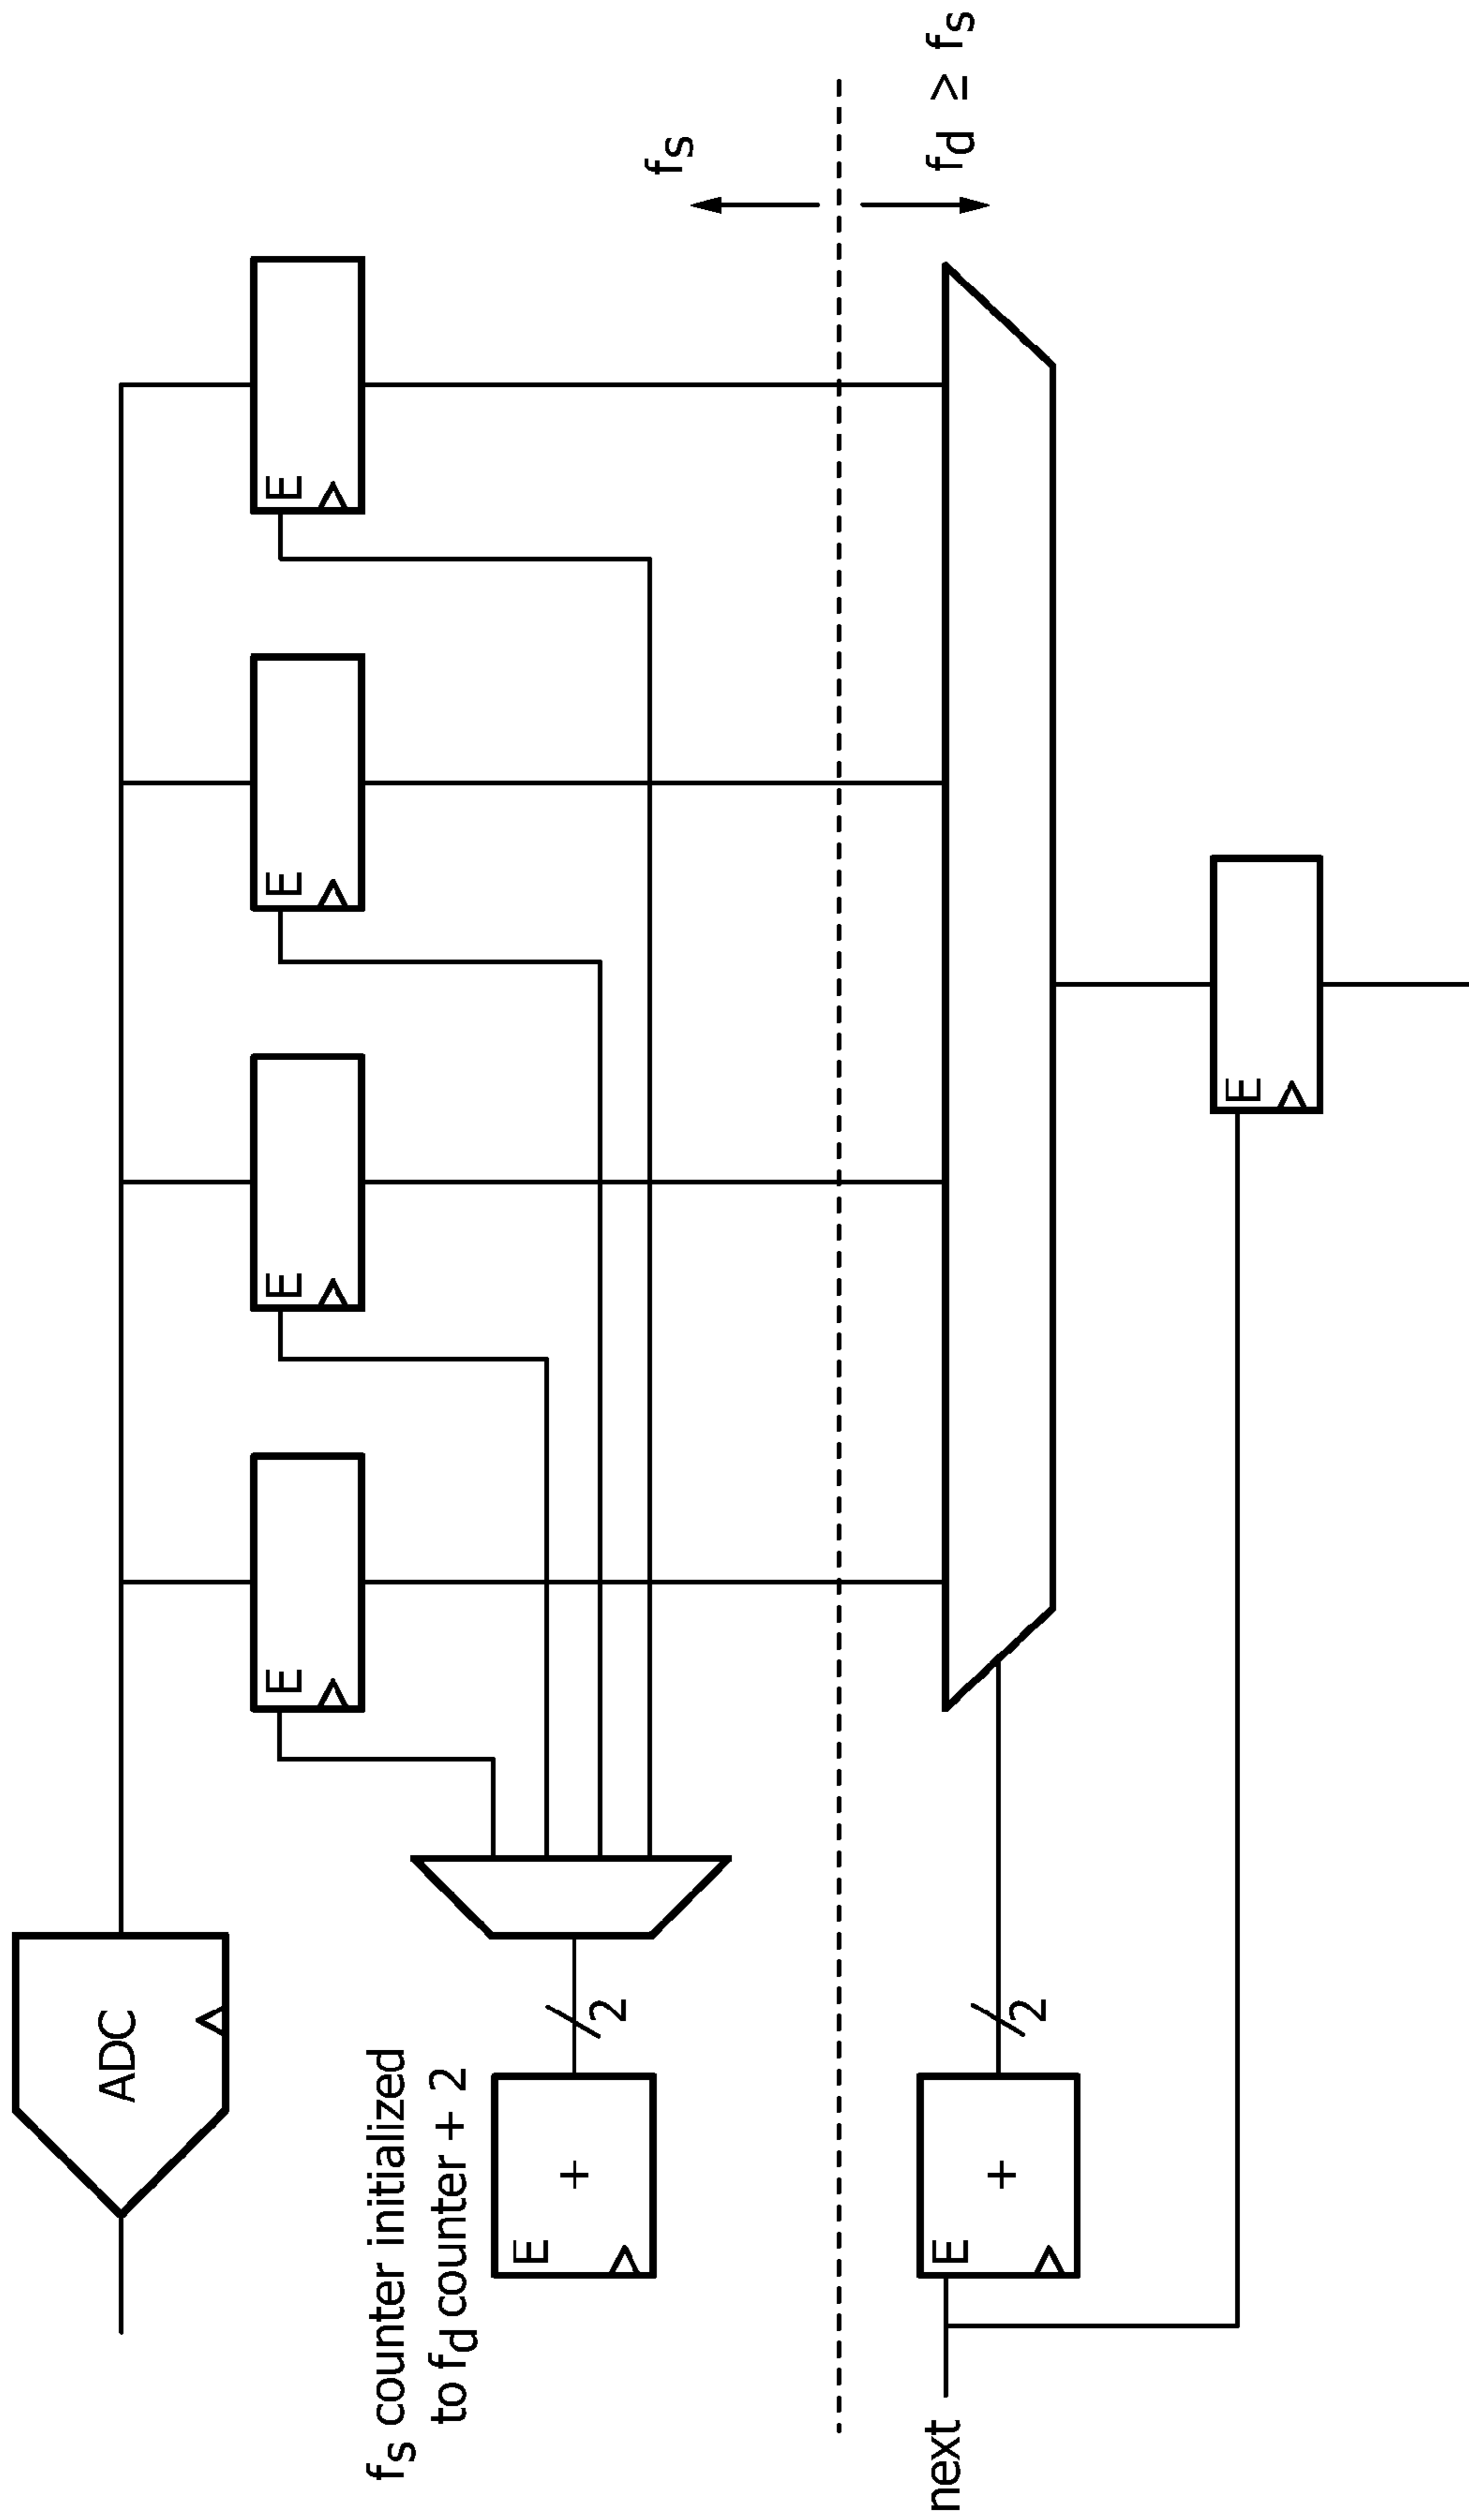 ADC
fs counter initialized
to fd counter + 2
E
E
E
E
E
+
2
fs
fd ≥ fs
next
E
+
2
E